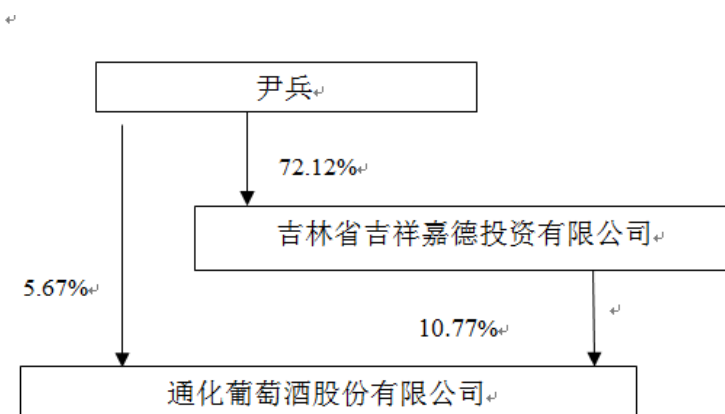 尹兵
72.12%
吉林省吉祥嘉德投资有限公司
5.67%
10.77%
通化葡萄酒股份有限公司